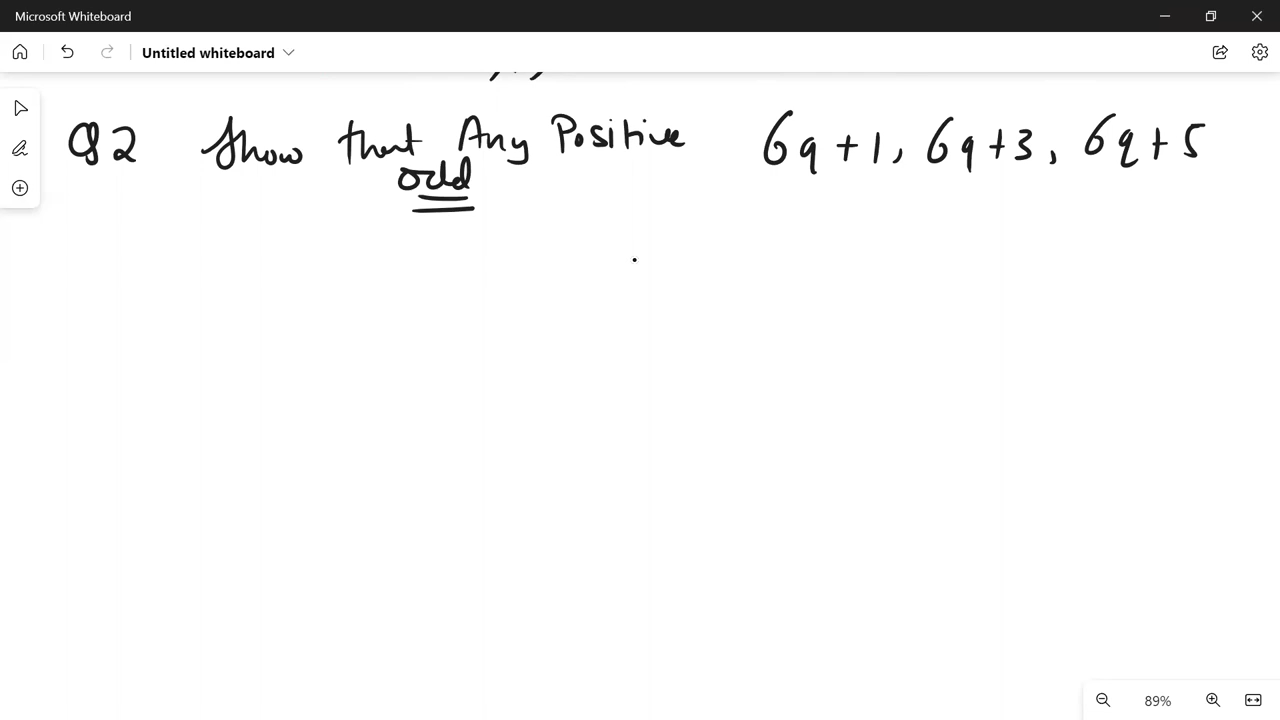 Microsoft Whiteboard
Untitled whiteboard
Q2 Show that Any Positive 6q+1, 6q+3, 6q+5
odd
89%